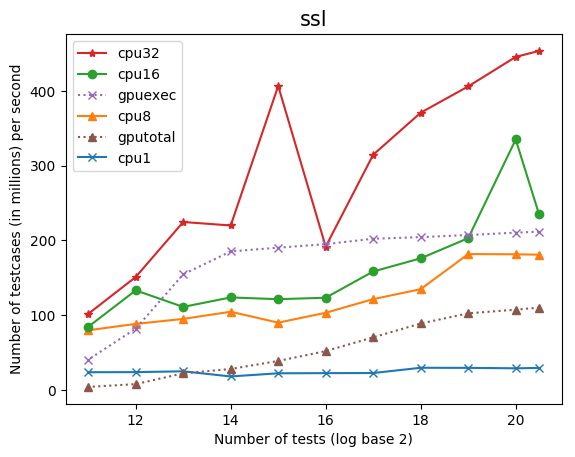 ssl
cpu32
cpu16
gpuexec
cpu8
gputotal
cpu1
Number of testcases (in millions) per second
400
300
200
100
0
12
14
16
18
20
Number of tests (log base 2)